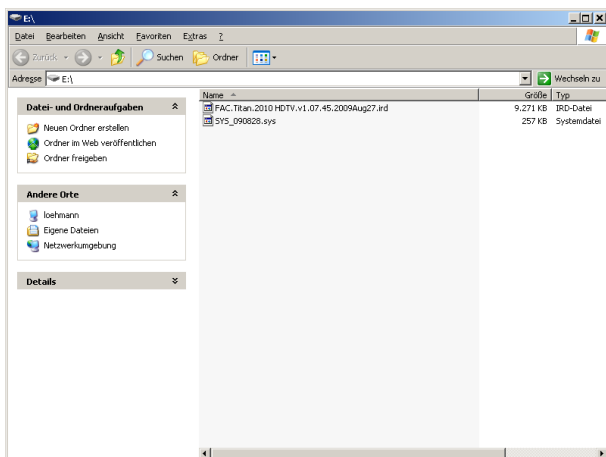 E:\
Datei Bearbeiten Ansicht Favoriten Extras ?
Zurück Suchen Ordner
Adresse E:\ Wechseln zu
Name Größe Typ
FAC.Titan.2010 HDTV.v1.07.45.2009Aug27.ird 9.271 KB IRD-Datei
SYS_090828.sys 257 KB Systemdatei
Datei- und Ordneraufgaben
Neuen Ordner erstellen
Ordner im Web veröffentlichen
Ordner freigeben
Andere Orte
loehmann
Eigene Dateien
Netzwerkumgebung
Details